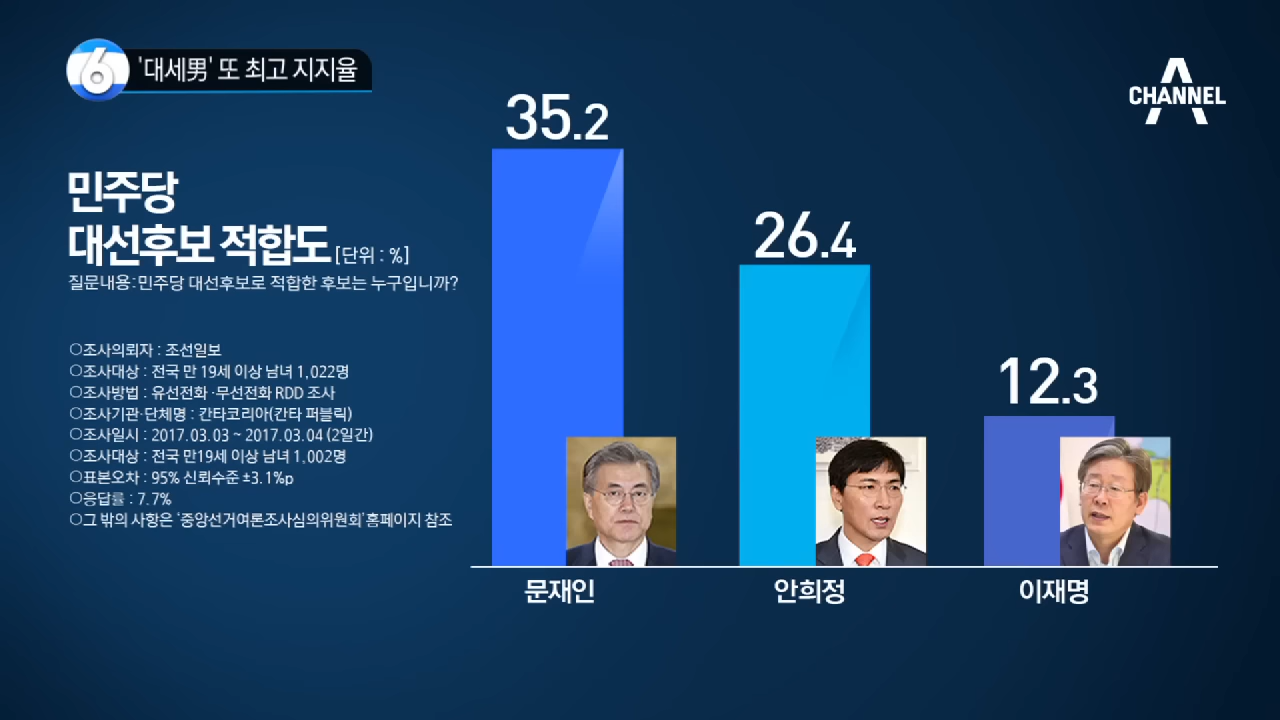 6 '대세男' 또 최고 지지율
CHANNEL A
민주당
대선후보 적합도 [단위 : %]
질문내용:민주당 대선후보로 적합한 후보는 누구입니까?
○조사의뢰자 : 조선일보
○조사대상 : 전국 만 19세 이상 남녀 1,022명
○조사방법 : 유선전화·무선전화 RDD 조사
○조사기관·단체명 : 칸타코리아(칸타 퍼블릭)
○조사일시 : 2017.03.03 ~ 2017.03.04 (2일간)
○조사대상 : 전국 만19세 이상 남녀 1,002명
○표본오차 : 95% 신뢰수준 ±3.1%p
○응답률 : 7.7%
○그 밖의 사항은 '중앙선거여론조사심의위원회'홈페이지 참조
35.2
26.4
12.3
문재인
안희정
이재명